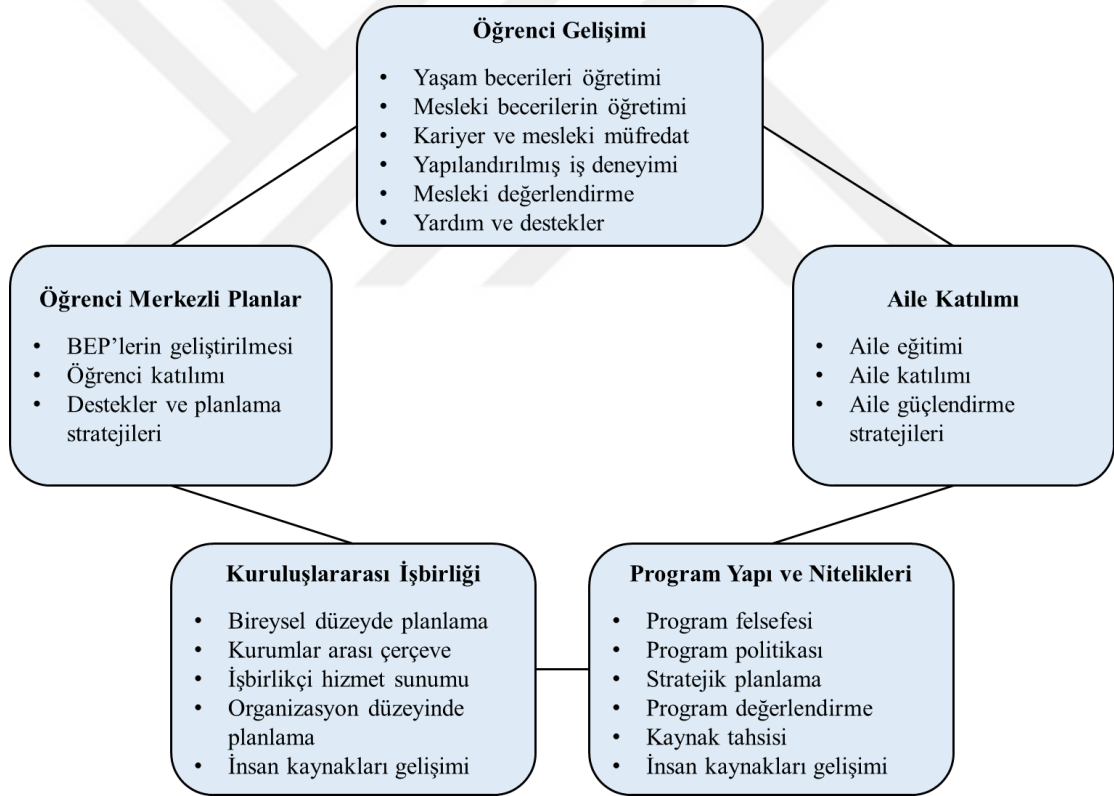 Öğrenci Gelişimi
• Yaşam becerileri öğretimi
• Mesleki becerilerin öğretimi
• Kariyer ve mesleki müfredat
• Yapılandırılmış iş deneyimi
• Mesleki değerlendirme
• Yardım ve destekler
Öğrenci Merkezli Planlar
• BEP’lerin geliştirilmesi
• Öğrenci katılımı
• Destekler ve planlama
stratejileri
Aile Katılımı
• Aile eğitimi
• Aile katılımı
• Aile güçlendirme
stratejileri
Kuruluşlararası İşbirliği
• Bireysel düzeyde planlama
• Kurumlar arası çerçeve
• İşbirlikçi hizmet sunumu
• Organizasyon düzeyinde
planlama
• İnsan kaynakları gelişimi
Program Yapı ve Nitelikleri
• Program felsefesi
• Program politikası
• Stratejik planlama
• Program değerlendirme
• Kaynak tahsisi
• İnsan kaynakları gelişimi